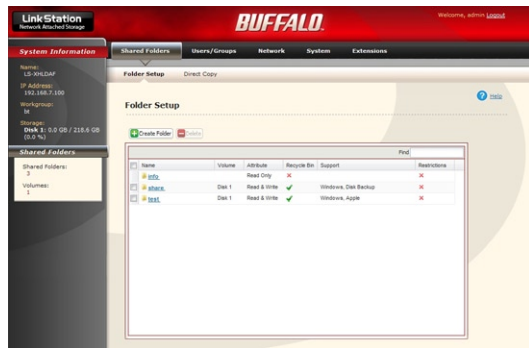 LinkStation
Network Attached Storage
BUFFALO
Welcome, admin Logout
System Information
Shared Folders Users/Groups Network System Extensions
Folder Setup Direct Copy
Name:
LS-XHLDAF
IP Address:
192.168.7.100
Workgroup:
Storage:
Disk 1: 0.0 GB / 218.6 GB
(0.0 %)
Shared Folders
Shared Folders:
3
Volumes:
1
Help
Folder Setup
Create Folder Delete
Find
Name Volume Attribute Recycle Bin Support Restrictions
info Read Only
share Disk 1 Read & Write Windows, Disk Backup
test Disk 1 Read & Write Windows, Apple